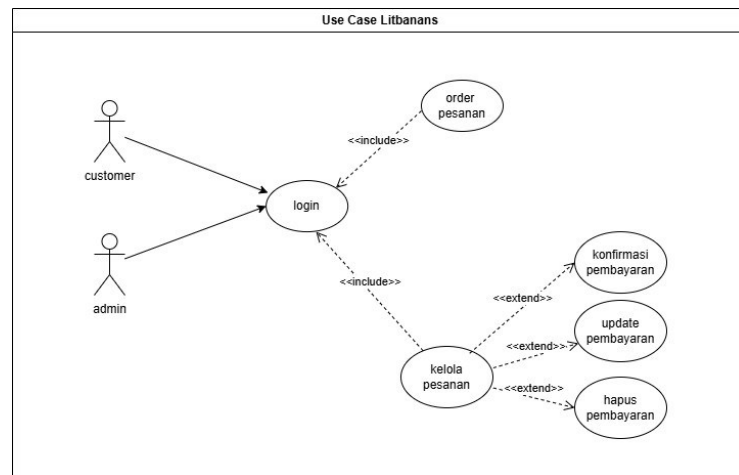 Use Case Litbanans
order
pesanan
<<include>>
customer
login
admin
<<include>>
konfirmasi
pembayaran
<<extend>>
update
pembayaran
<<extend>>
kelola
pesanan
<<extend>>
hapus
pembayaran